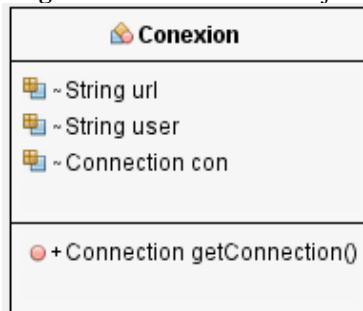 Conexion
~ String url
~ String user
~ Connection con
+ Connection getConnection()